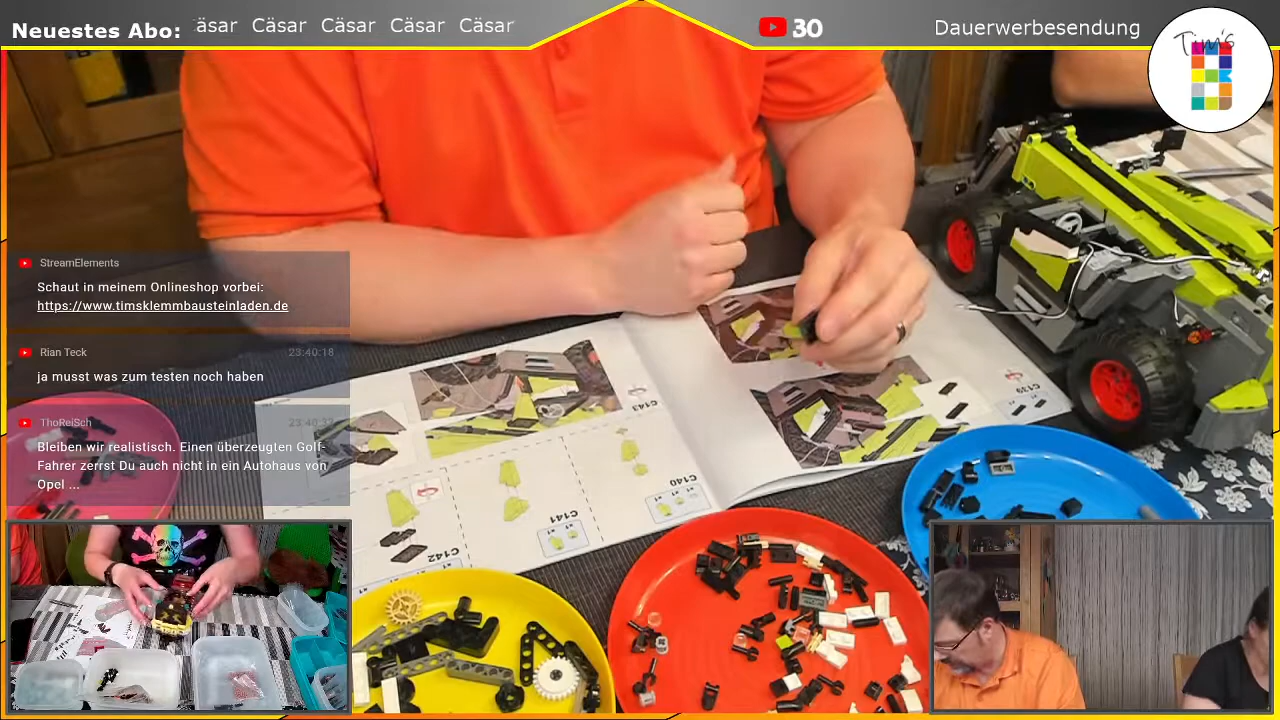 Neuestes Abo:
äsar Cäsar Cäsar Cäsar Cäsar
30
Dauerwerbesendung
Tim's
StreamElements
Schaut in meinem Onlineshop vorbei:
https://www.timsklemmbausteinladen.de
Rian Teck
23:40:18
ja musst was zum testen noch haben
ThoReiSch
Bleiben wir realistisch. Einen überzeugten Golf-
Fahrer zerrst Du auch nicht in ein Autohaus von
Opel ...
C139
C143
C140
C141
C142